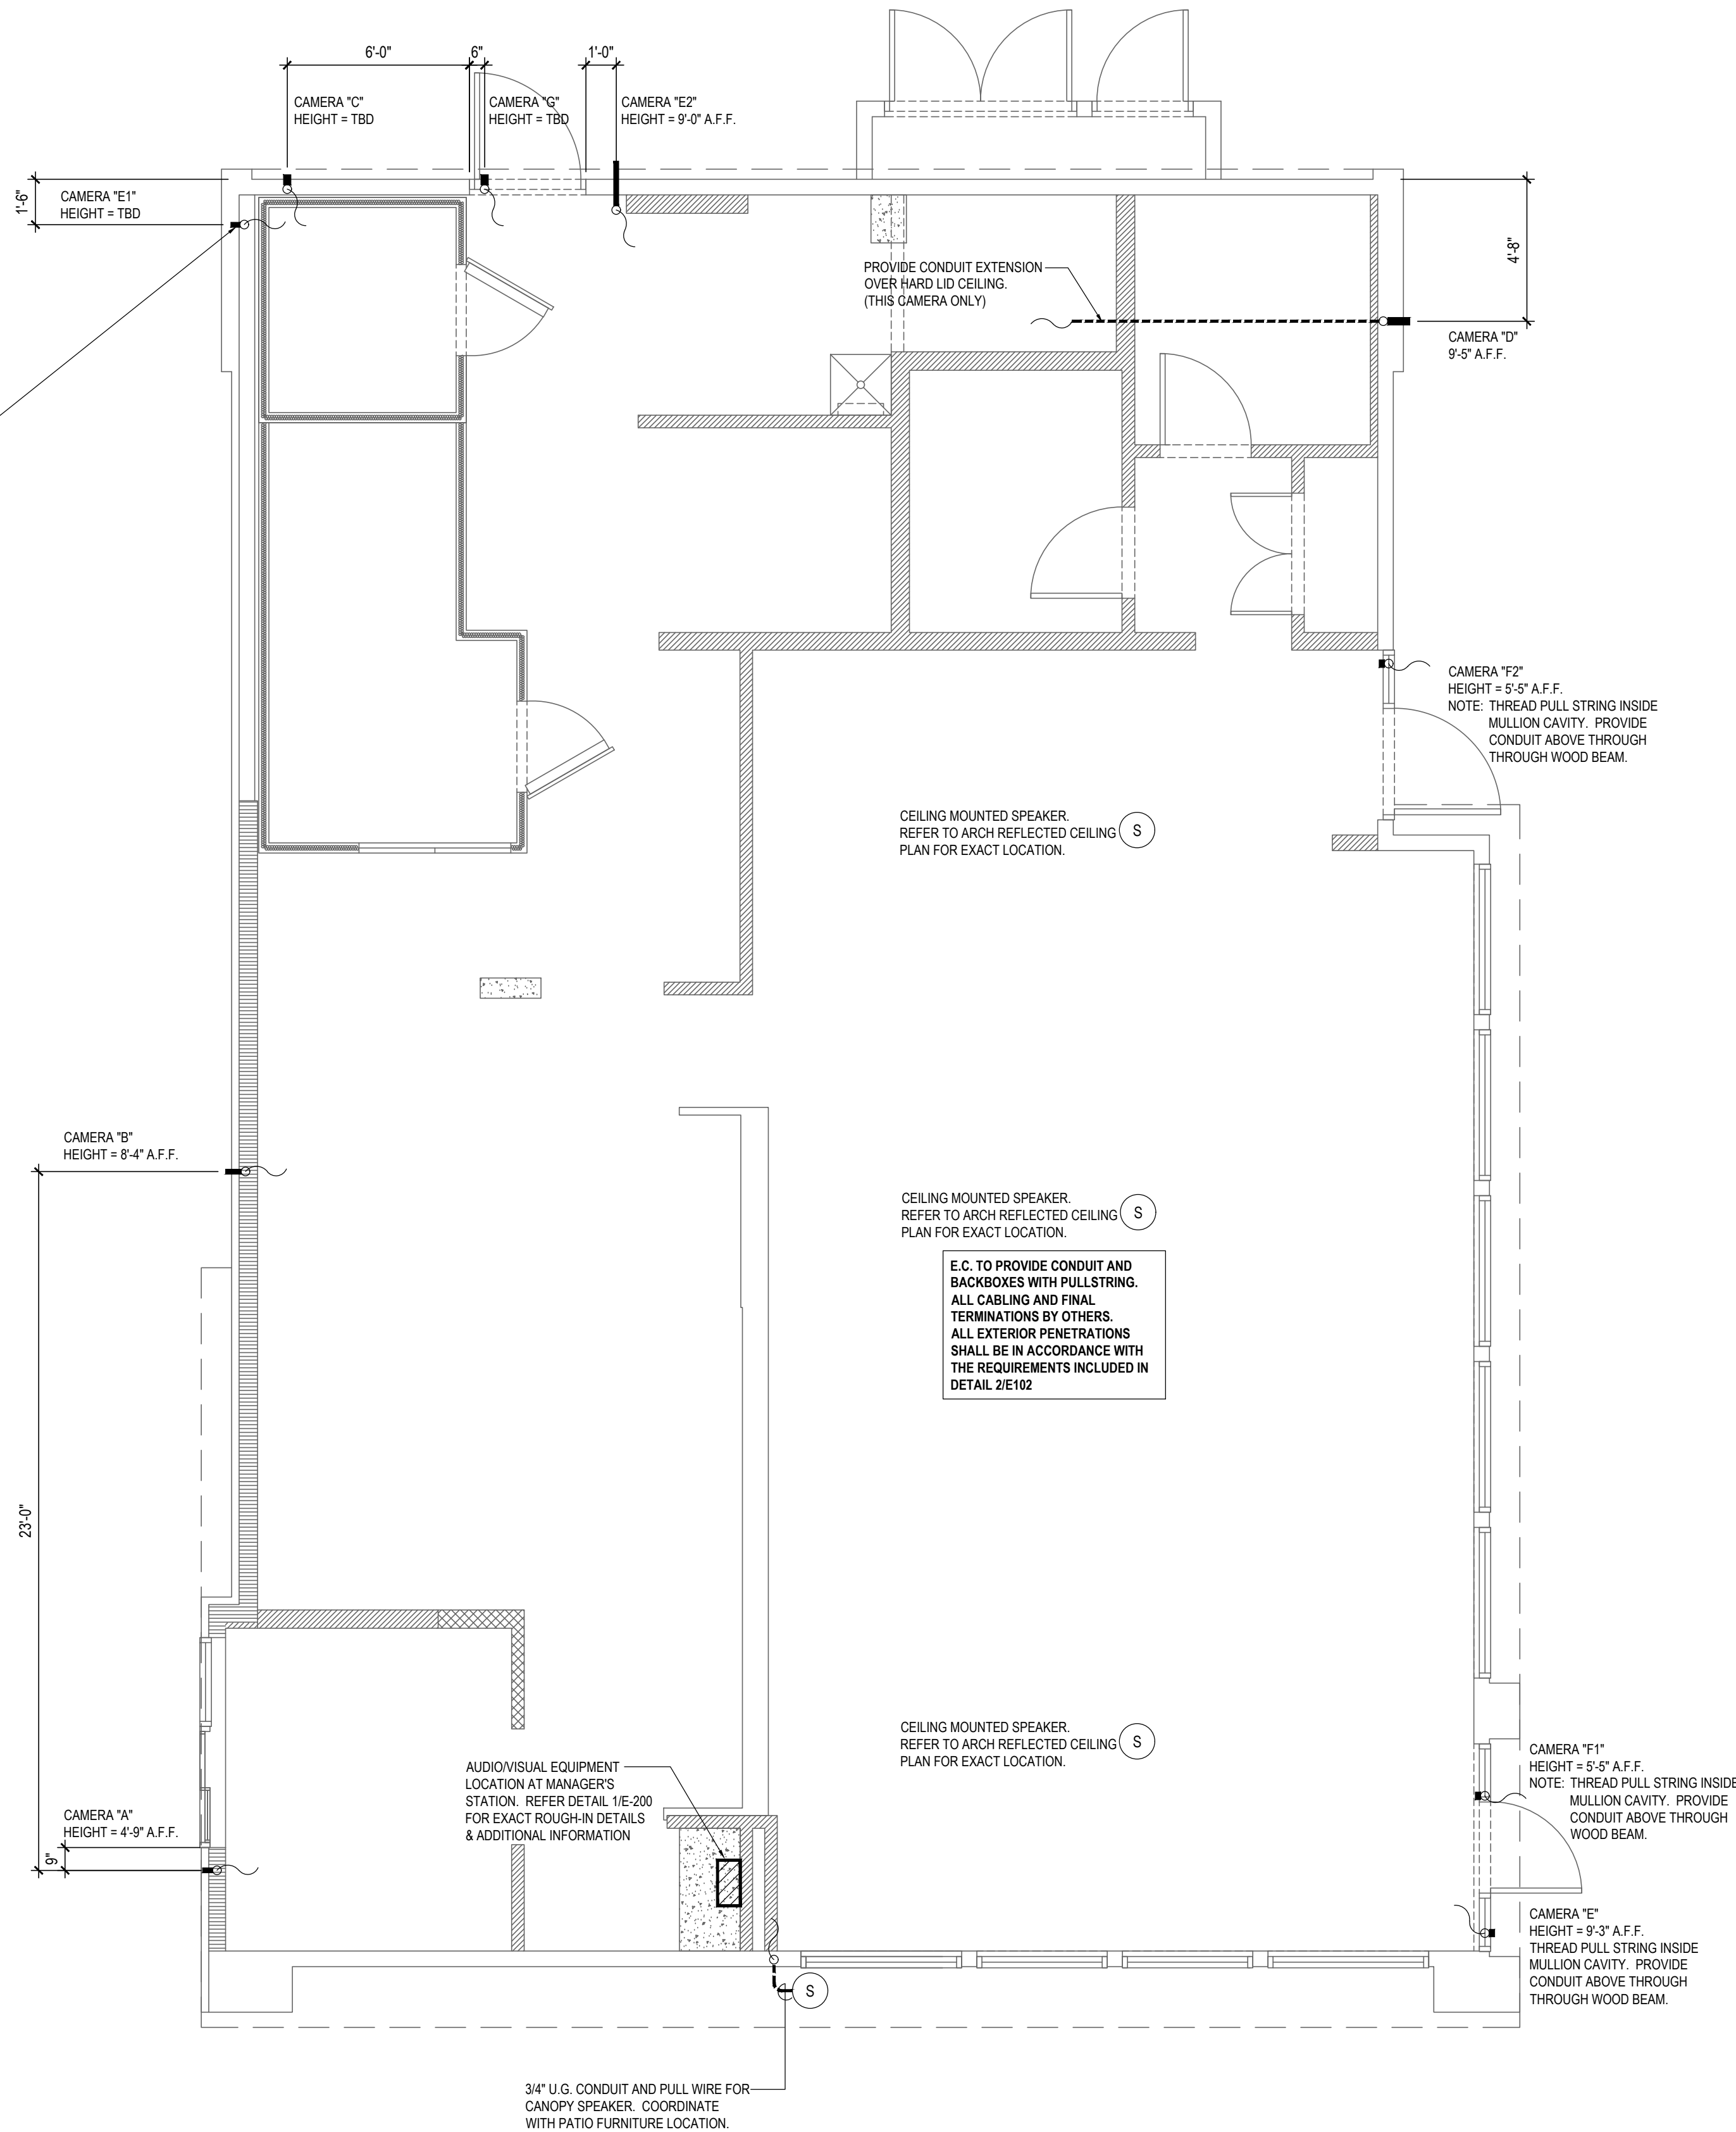 6'-0"
6"
1'-0"
CAMERA "C"
HEIGHT = TBD
CAMERA "G"
HEIGHT = TBD
CAMERA "E2"
HEIGHT = 9'-0" A.F.F.
1'-6"
CAMERA "E1"
HEIGHT = TBD
4'-8"
PROVIDE CONDUIT EXTENSION
OVER HARD LID CEILING.
(THIS CAMERA ONLY)
CAMERA "D"
9'-5" A.F.F.
CAMERA "F2"
HEIGHT = 5'-5" A.F.F.
NOTE: THREAD PULL STRING INSIDE
MULLION CAVITY. PROVIDE
CONDUIT ABOVE THROUGH
THROUGH WOOD BEAM.
CEILING MOUNTED SPEAKER.
REFER TO ARCH REFLECTED CEILING
PLAN FOR EXACT LOCATION.
S
CAMERA "B"
HEIGHT = 8'-4" A.F.F.
CEILING MOUNTED SPEAKER.
REFER TO ARCH REFLECTED CEILING
PLAN FOR EXACT LOCATION.
S
E.C. TO PROVIDE CONDUIT AND
BACKBOXES WITH PULLSTRING.
ALL CABLING AND FINAL
TERMINATIONS BY OTHERS.
ALL EXTERIOR PENETRATIONS
SHALL BE IN ACCORDANCE WITH
THE REQUIREMENTS INCLUDED IN
DETAIL 2/E102
23'-0"
CEILING MOUNTED SPEAKER.
REFER TO ARCH REFLECTED CEILING
PLAN FOR EXACT LOCATION.
S
AUDIO/VISUAL EQUIPMENT
LOCATION AT MANAGER'S
STATION. REFER DETAIL 1/E-200
FOR EXACT ROUGH-IN DETAILS
& ADDITIONAL INFORMATION
CAMERA "F1"
HEIGHT = 5'-5" A.F.F.
NOTE: THREAD PULL STRING INSIDE
MULLION CAVITY. PROVIDE
CONDUIT ABOVE THROUGH
WOOD BEAM.
CAMERA "A"
HEIGHT = 4'-9" A.F.F.
9"
CAMERA "E"
HEIGHT = 9'-3" A.F.F.
THREAD PULL STRING INSIDE
MULLION CAVITY. PROVIDE
CONDUIT ABOVE THROUGH
THROUGH WOOD BEAM.
S
3/4" U.G. CONDUIT AND PULL WIRE FOR
CANOPY SPEAKER. COORDINATE
WITH PATIO FURNITURE LOCATION.